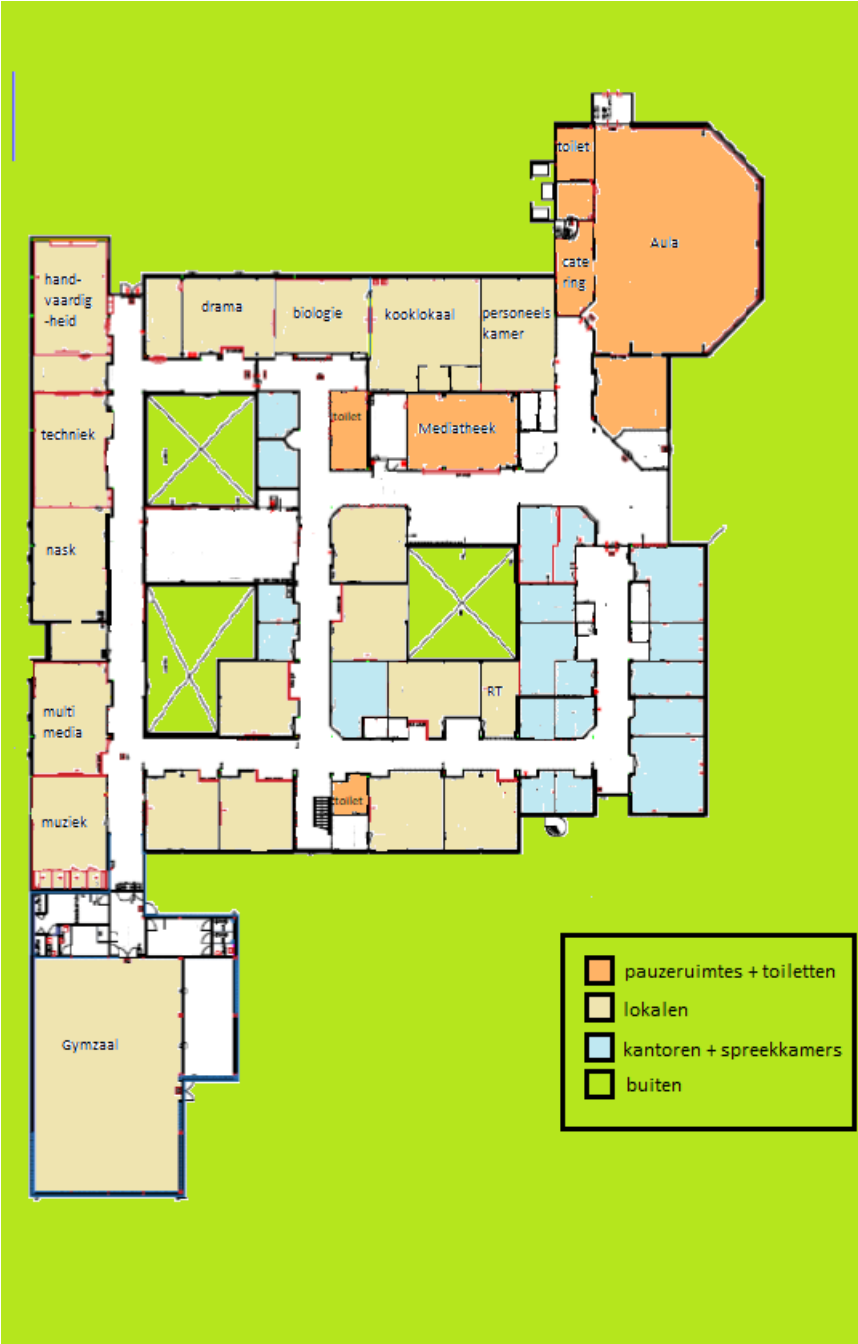 toilet
Aula
cate
ring
hand-
vaardig
-heid
drama
biologie
kooklokaal
personeels
kamer
toilet
Mediatheek
techniek
nask
RT
multi
media
toilet
muziek
Gymzaal
pauzeruimtes + toiletten
lokalen
kantoren + spreekkamers
buiten